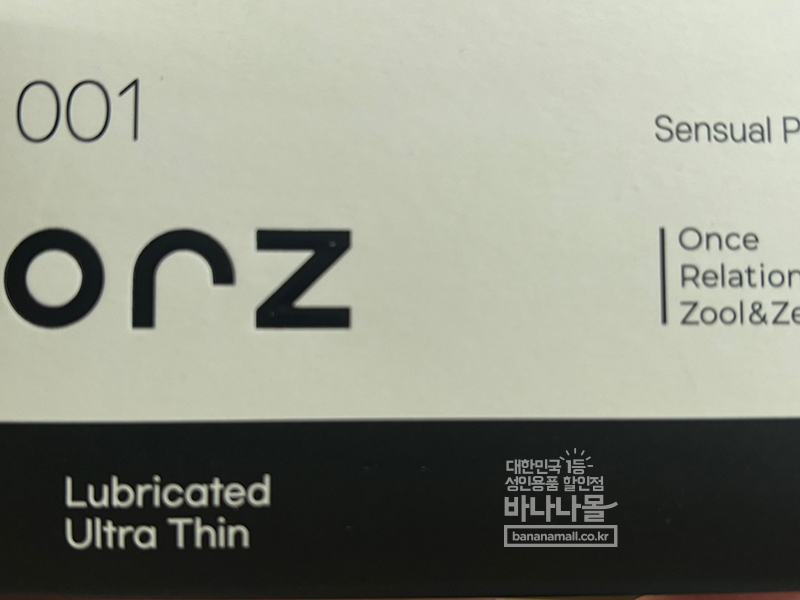 001
Sensual P
orz
Once
Relation
Zool&Ze
Lubricated
Ultra Thin
대한민국 1등
성인용품 할인점
바나나몰
bananamall.co.kr